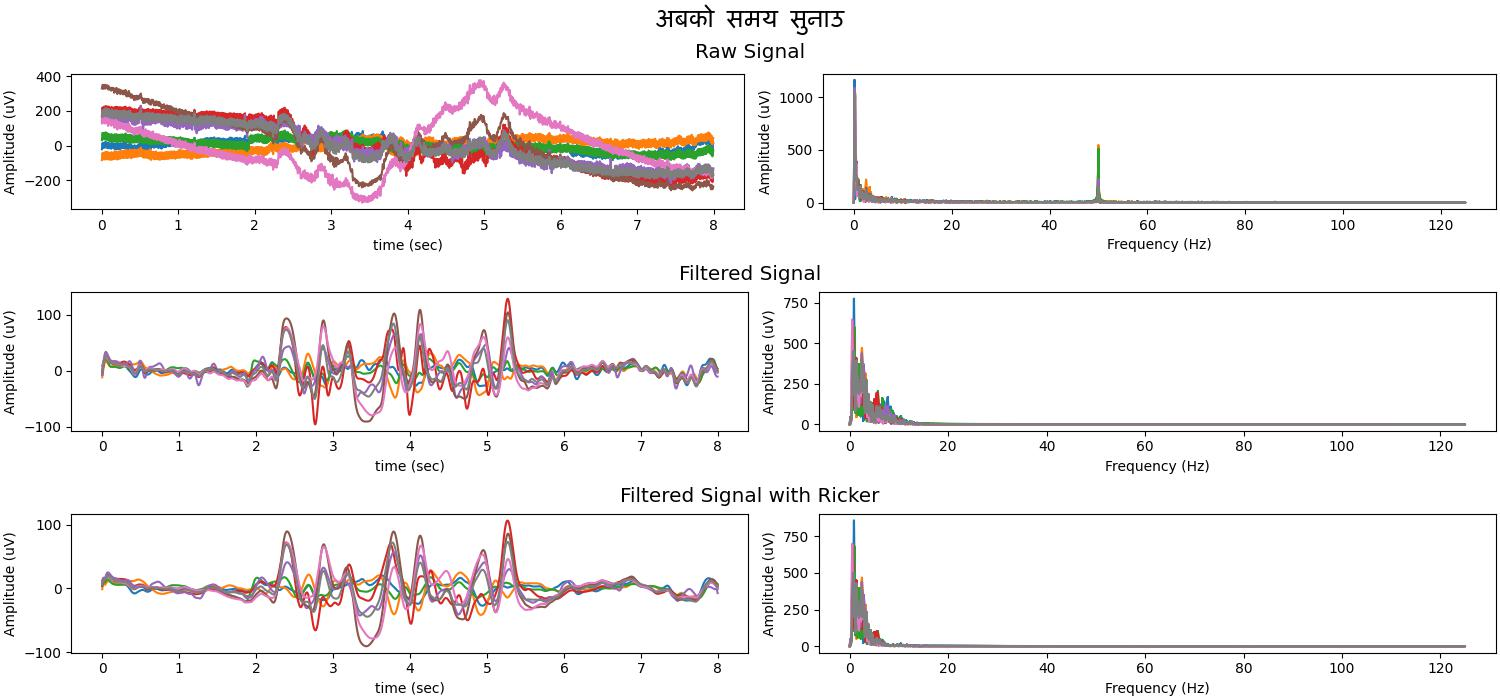 अबको समय सुनाउ
Raw Signal
Amplitude (uV)
400
200
0
−200
0 1 2 3 4 5 6 7 8
time (sec)
Amplitude (uV)
1000
500
0
0 20 40 60 80 100 120
Frequency (Hz)
Filtered Signal
Amplitude (uV)
100
0
−100
0 1 2 3 4 5 6 7 8
time (sec)
Amplitude (uV)
750
500
250
0
0 20 40 60 80 100 120
Frequency (Hz)
Filtered Signal with Ricker
Amplitude (uV)
100
0
−100
0 1 2 3 4 5 6 7 8
time (sec)
Amplitude (uV)
750
500
250
0
0 20 40 60 80 100 120
Frequency (Hz)